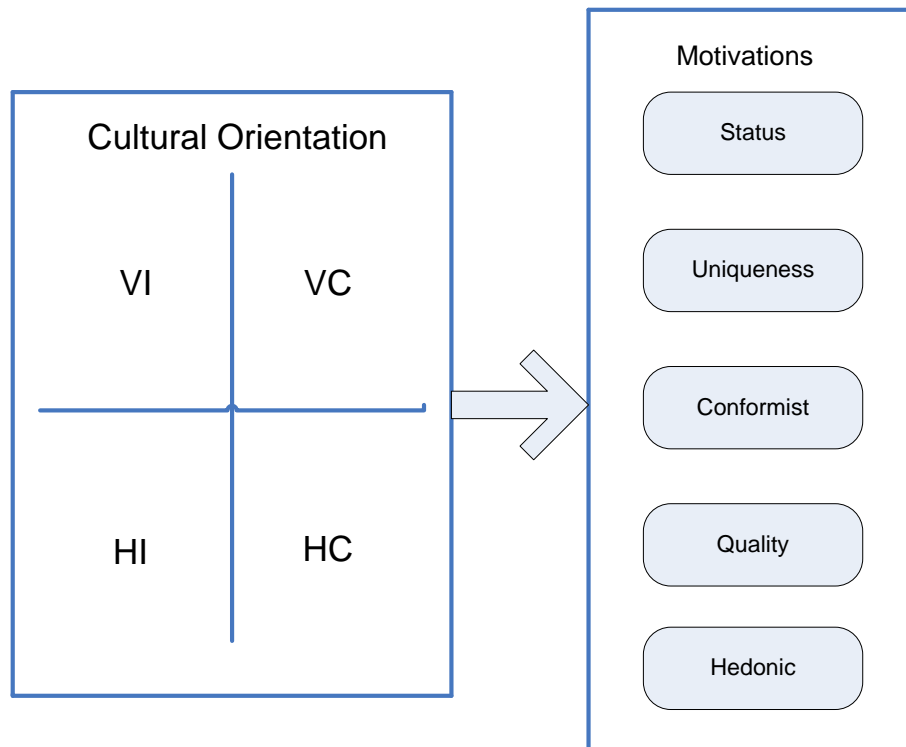 Cultural Orientation
VI
VC
HI
HC
Motivations
Status
Uniqueness
Conformist
Quality
Hedonic